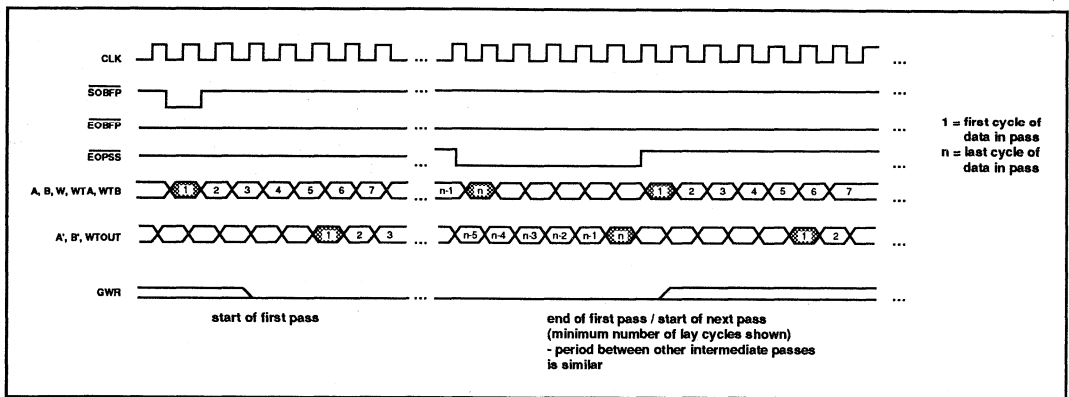 CLK ... ...
SOBFP ... ...
EOBFP ... ...
EOPSS ... ...
1 = first cycle of
data in pass
n = last cycle of
data in pass
A, B, W, WTA, WTB 1 2 3 4 5 6 7 ... n-1 n 1 2 3 4 5 6 7 ...
A', B', WTOUT 1 2 3 ... n-5 n-4 n-3 n-2 n-1 n 1 2 ...
GWR ... ...
start of first pass
end of first pass / start of next pass
(minimum number of lay cycles shown)
- period between other intermediate passes
is similar